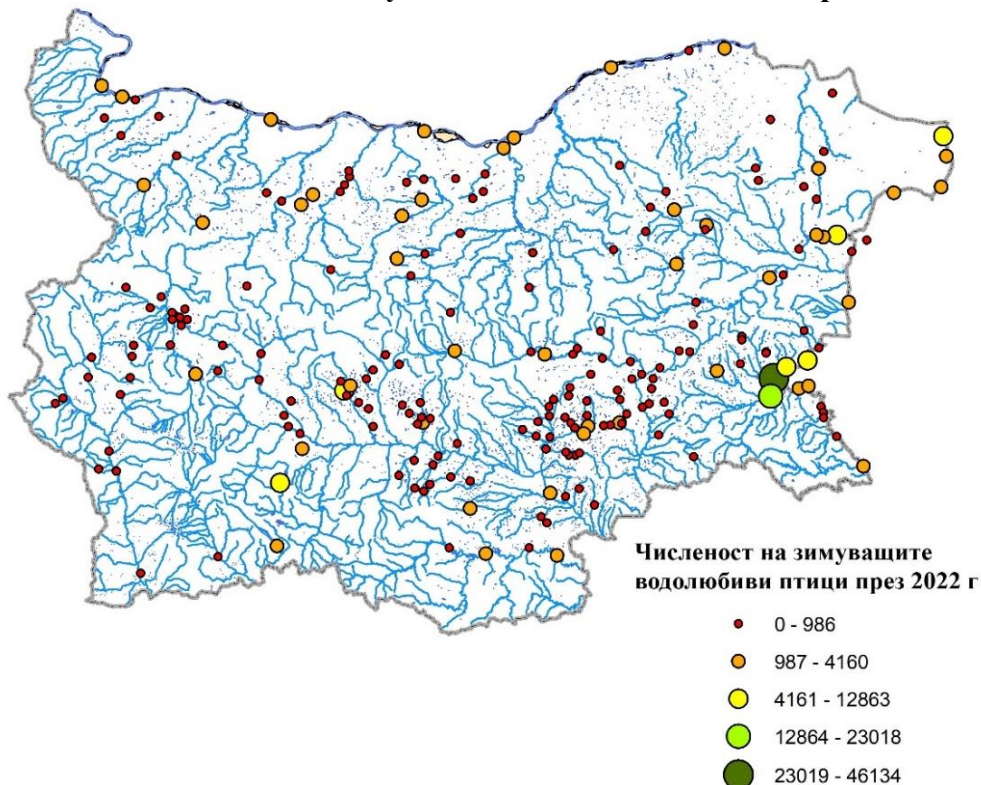 Численост на зимуващите
водолюбиви птици през 2022 г
0 - 986
987 - 4160
4161 - 12863
12864 - 23018
23019 - 46134